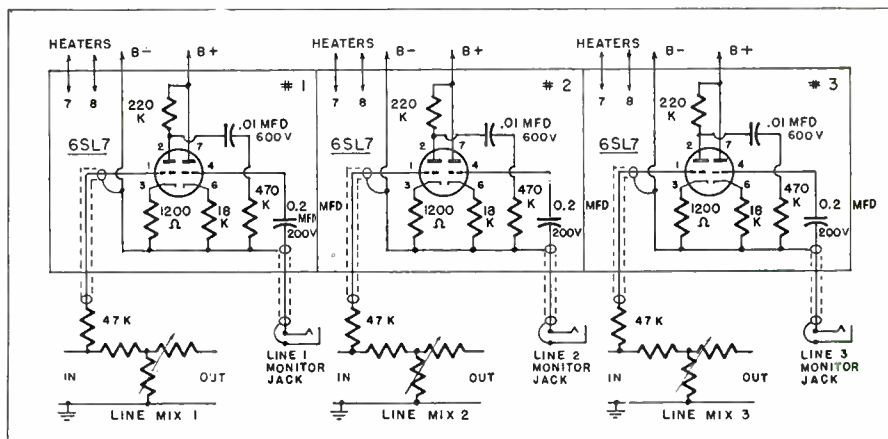 HEATERS B- B+ HEATERS B- B+ HEATERS B- B+
# 1 # 2 # 3
7 8 7 8 7 8
220 K 220 K 220 K
.01 MFD 600V .01 MFD 600V .01 MFD 600V
6SL7 6SL7 6SL7
2 7 2 7 2 7
1 4 1 4 1 4
3 6 3 6 3 6
470 K 470 K 470 K
1200 Ω 18 K 1200 Ω 18 K 1200 Ω 18 K
0.2 MFD 200V MFD 0.2 200V MFD 0.2 200V
47 K 47 K 47 K
IN OUT IN OUT IN OUT
LINE 1 MONITOR JACK LINE 2 MONITOR JACK LINE 3 MONITOR JACK
LINE MIX 1 LINE MIX 2 LINE MIX 3